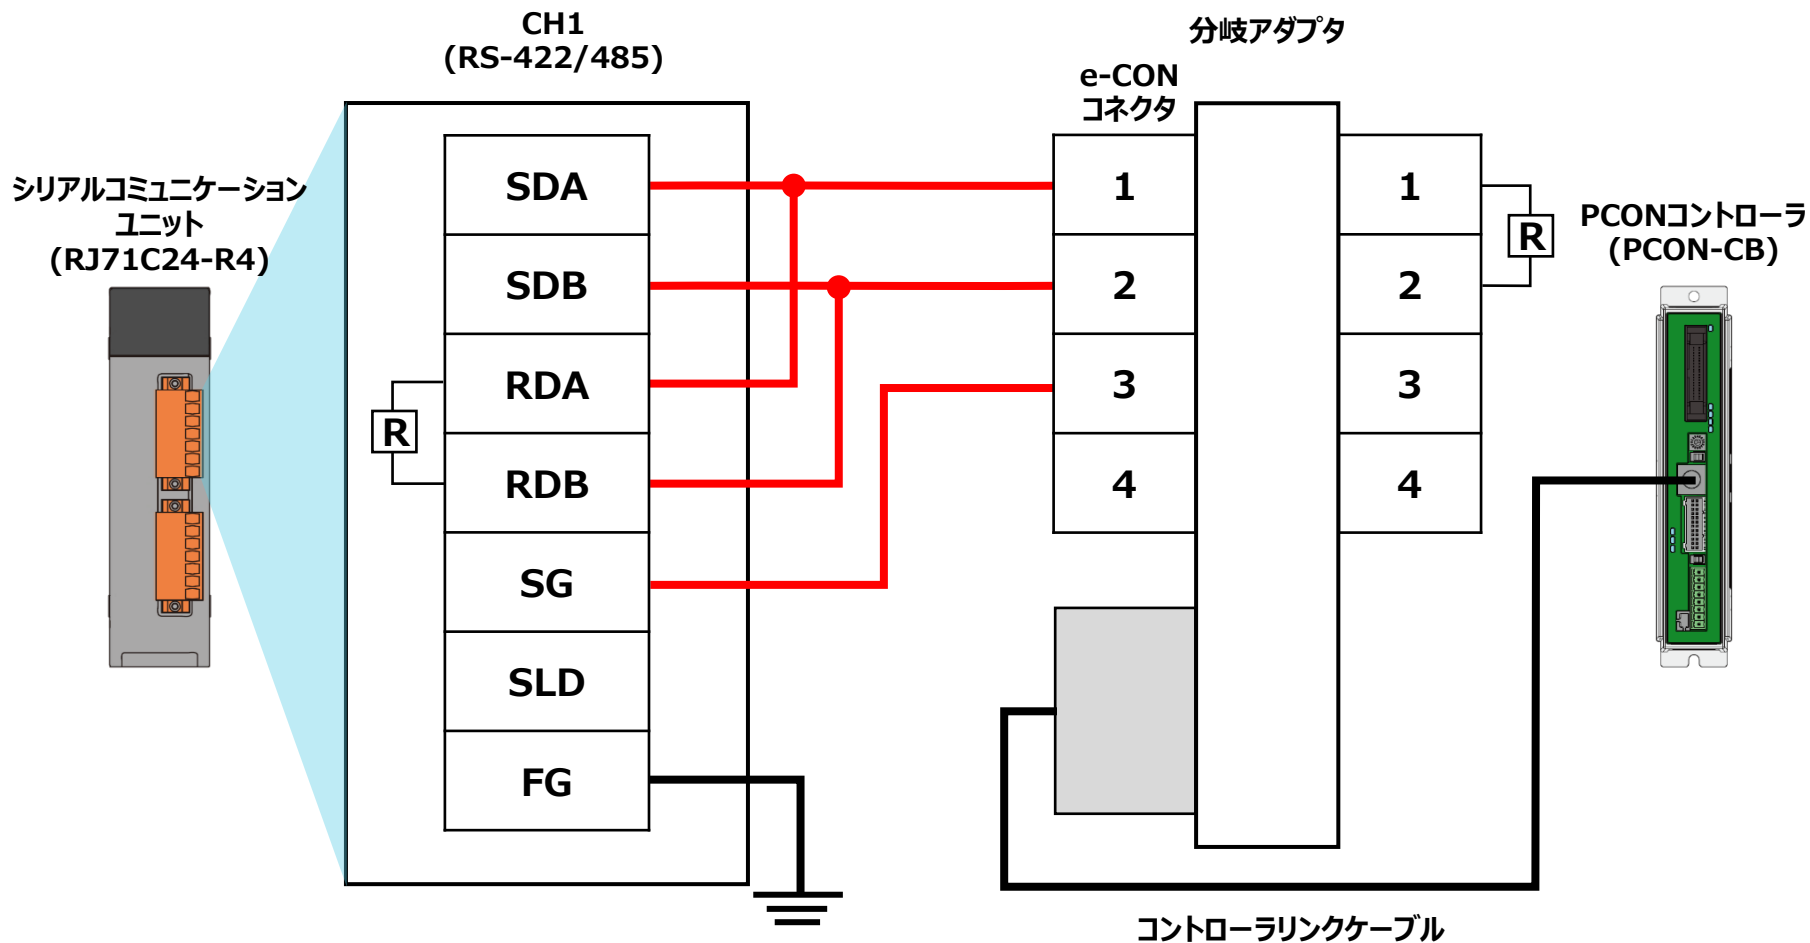 CH1
(RS-422/485)
分岐アダプタ
e-CON
コネクタ
シリアルコミュニケーション
ユニット
(RJ71C24-R4)
PCONコントローラ
(PCON-CB)
SDA
SDB
RDA
RDB
SG
SLD
FG
R
1
2
3
4
1
2
3
4
R
コントローラリンクケーブル